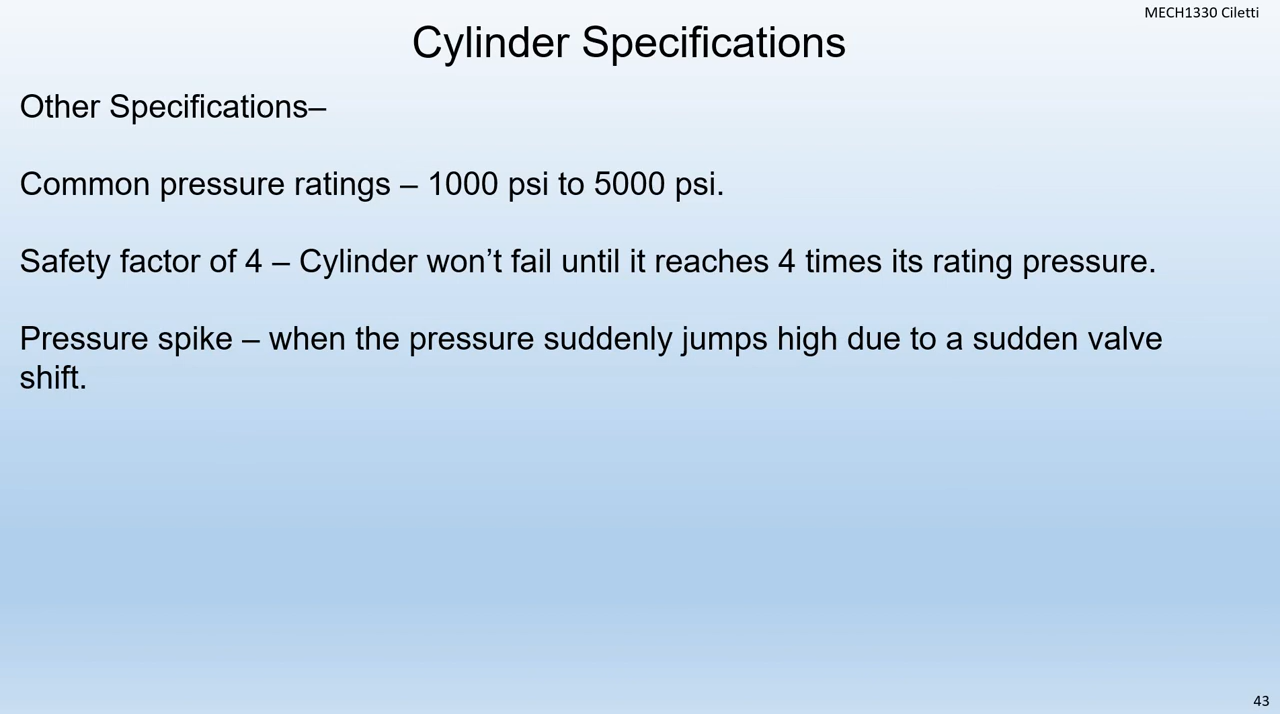 MECH1330 Ciletti
Cylinder Specifications
Other Specifications–
Common pressure ratings – 1000 psi to 5000 psi.
Safety factor of 4 – Cylinder won’t fail until it reaches 4 times its rating pressure.
Pressure spike – when the pressure suddenly jumps high due to a sudden valve
shift.
43